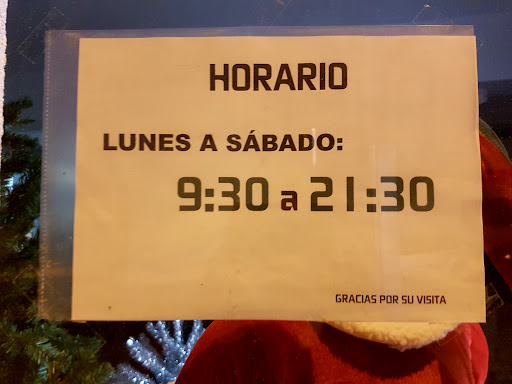 HORARIO
LUNES A SÁBADO:
9:30 a 21:30
GRACIAS POR SU VISITA